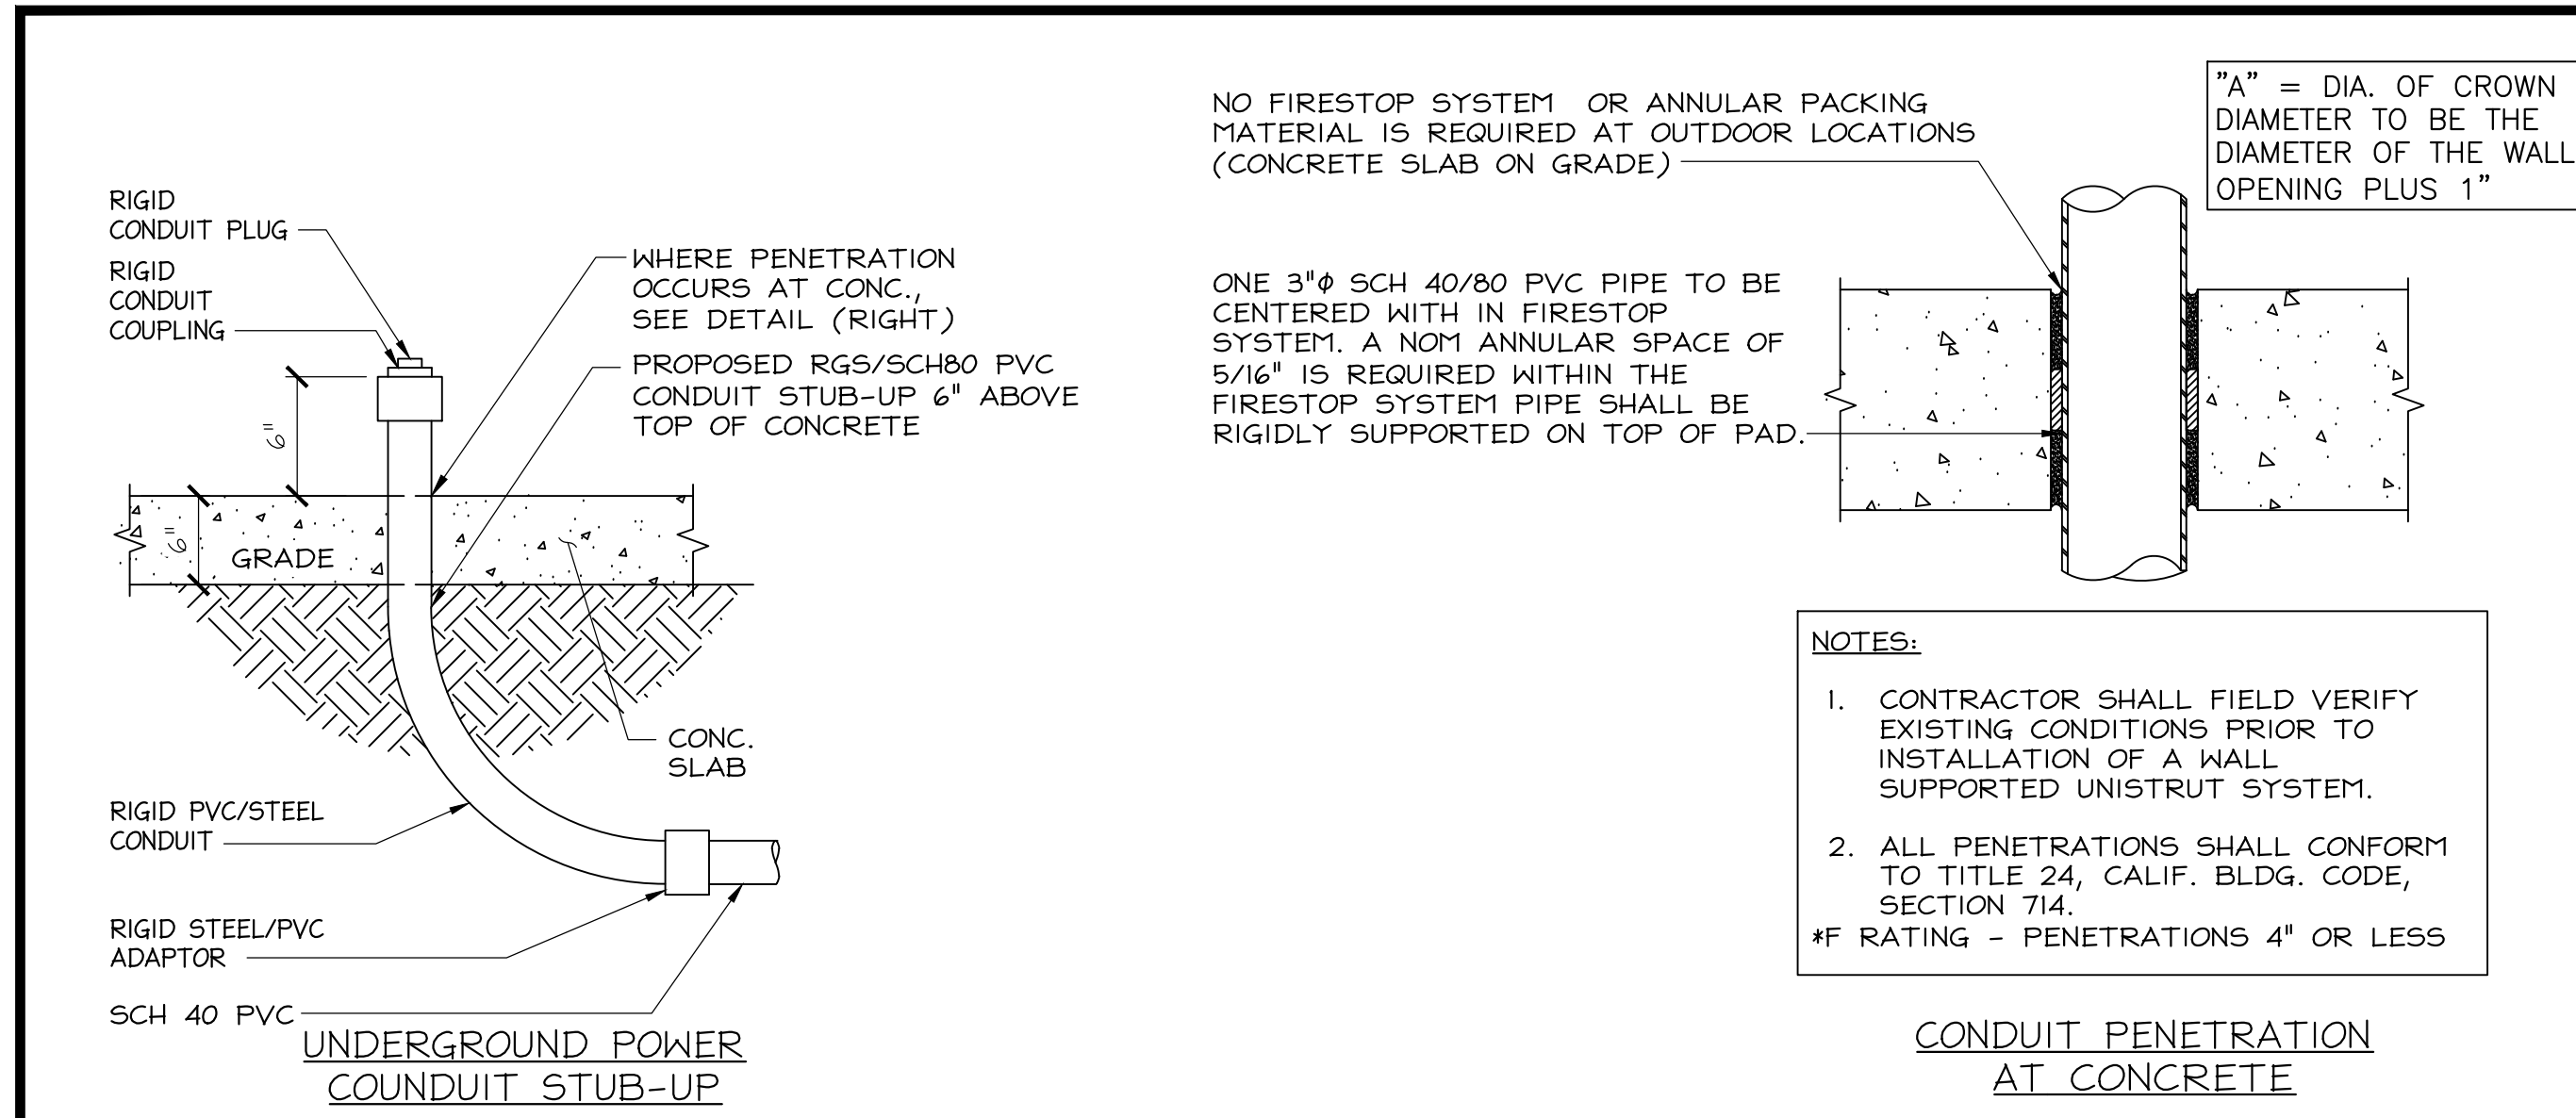 RIGID
CONDUIT PLUG
RIGID
CONDUIT
COUPLING
WHERE PENETRATION
OCCURS AT CONC.,
SEE DETAIL (RIGHT)
PROPOSED RGS/SCH80 PVC
CONDUIT STUB-UP 6" ABOVE
TOP OF CONCRETE
6"
6"
GRADE
CONC.
SLAB
RIGID PVC/STEEL
CONDUIT
RIGID STEEL/PVC
ADAPTOR
SCH 40 PVC
UNDERGROUND POWER
COUNDUIT STUB-UP
NO FIRESTOP SYSTEM OR ANNULAR PACKING
MATERIAL IS REQUIRED AT OUTDOOR LOCATIONS
(CONCRETE SLAB ON GRADE)
ONE 3"ϕ SCH 40/80 PVC PIPE TO BE
CENTERED WITH IN FIRESTOP
SYSTEM. A NOM ANNULAR SPACE OF
5/16" IS REQUIRED WITHIN THE
FIRESTOP SYSTEM PIPE SHALL BE
RIGIDLY SUPPORTED ON TOP OF PAD.
"A" = DIA. OF CROWN
DIAMETER TO BE THE
DIAMETER OF THE WALL
OPENING PLUS 1"
NOTES:
1. CONTRACTOR SHALL FIELD VERIFY
EXISTING CONDITIONS PRIOR TO
INSTALLATION OF A WALL
SUPPORTED UNISTRUT SYSTEM.
2. ALL PENETRATIONS SHALL CONFORM
TO TITLE 24, CALIF. BLDG. CODE,
SECTION 714.
*F RATING - PENETRATIONS 4" OR LESS
CONDUIT PENETRATION
AT CONCRETE